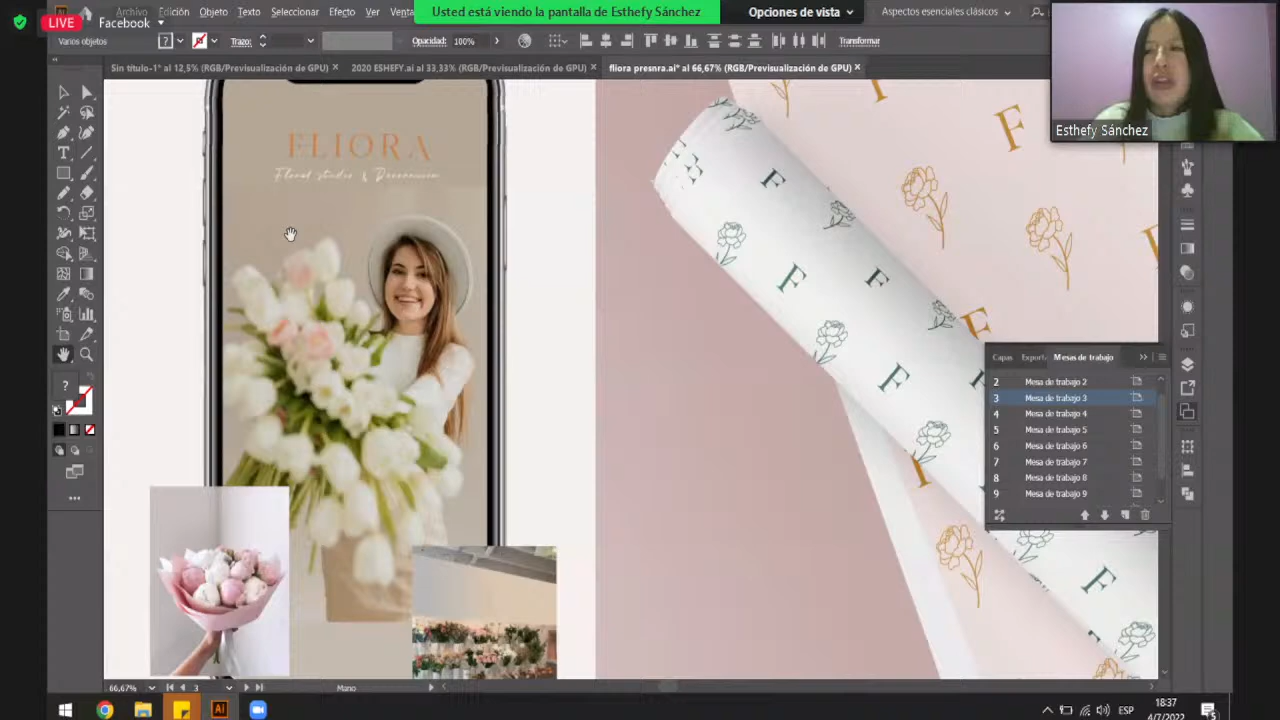 LIVE
Facebook
Archivo Edición Objeto Texto Seleccionar Efecto Ver
Usted está viendo la pantalla de Esthefy Sánchez
Opciones de vista
Aspectos esenciales clásicos
Varios objetos
Trazo:
Opacidad: 100%
Transformar
Sin título-1* al 12,5% (RGB/Previsualización de GPU) ×
2020 ESHEFY.ai al 33,33% (RGB/Previsualización de GPU) ×
fliora presnra.ai* al 66,67% (RGB/Previsualización de GPU) ×
Esthefy Sánchez
FLIORA
Floral studio & Decoración
F
F
F
F
F
F
F
Capas Mesas de trabajo
2 Mesa de trabajo 2
3 Mesa de trabajo 3
4 Mesa de trabajo 4
5 Mesa de trabajo 5
6 Mesa de trabajo 6
7 Mesa de trabajo 7
8 Mesa de trabajo 8
9 Mesa de trabajo 9
66,67% 3 Mano
Ai
ESP
18:37
4/7/2022